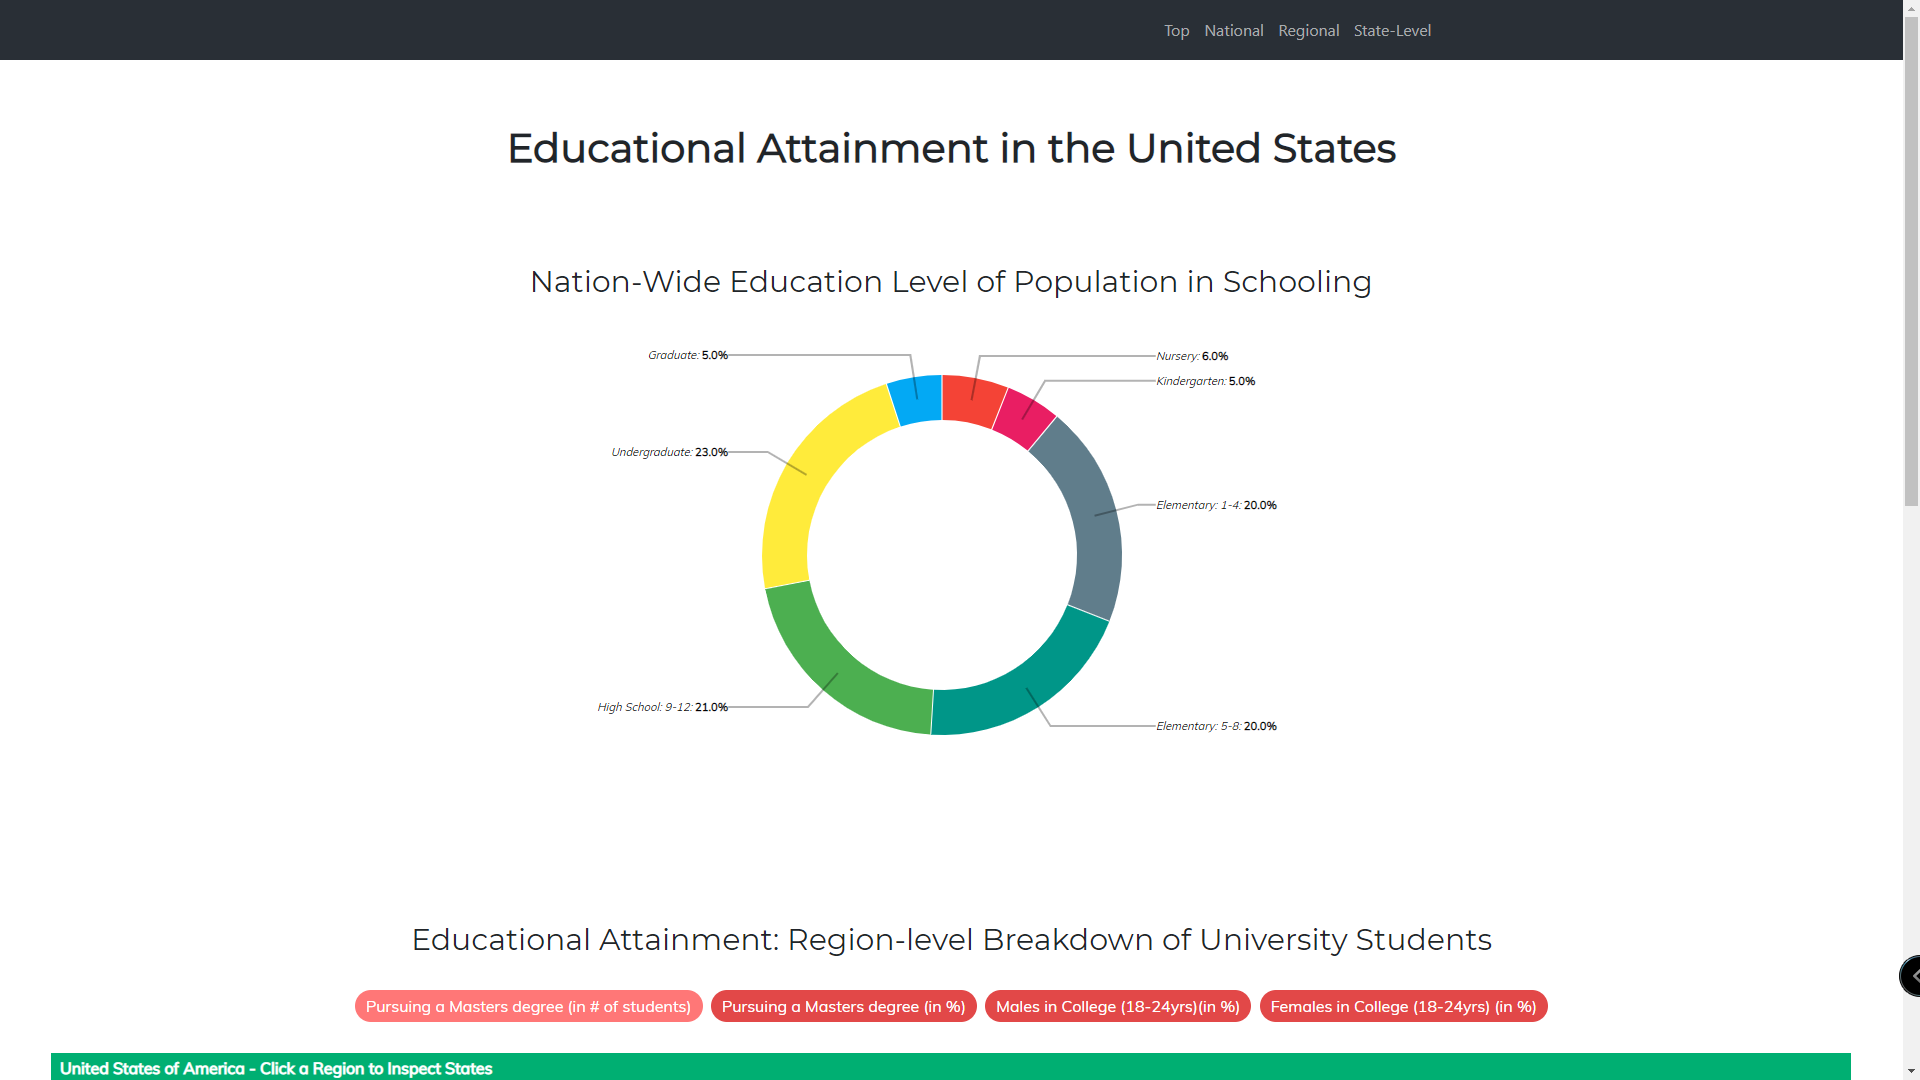 Top National Regional State-Level
Educational Attainment in the United States
Nation-Wide Education Level of Population in Schooling
Graduate: 5.0%
Nursery: 6.0%
Kindergarten: 5.0%
Undergraduate: 23.0%
Elementary: 1-4: 20.0%
High School: 9-12: 21.0%
Elementary: 5-8: 20.0%
Educational Attainment: Region-level Breakdown of University Students
Pursuing a Masters degree (in # of students) Pursuing a Masters degree (in %) Males in College (18-24yrs)(in %) Females in College (18-24yrs) (in %)
United States of America - Click a Region to Inspect States